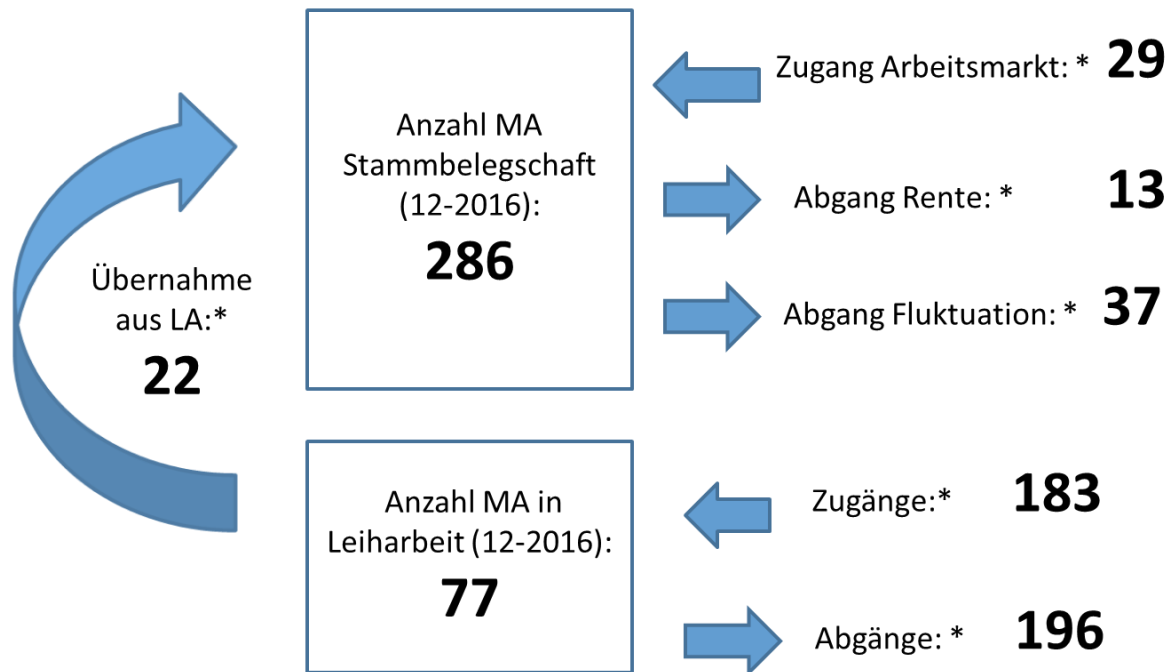 Zugang Arbeitsmarkt: * 29
Anzahl MA
Stammbelegschaft
(12-2016):
286
Abgang Rente: * 13
Abgang Fluktuation: * 37
Übernahme
aus LA:*
22
Anzahl MA in
Leiharbeit (12-2016):
77
Zugänge:* 183
Abgänge: * 196